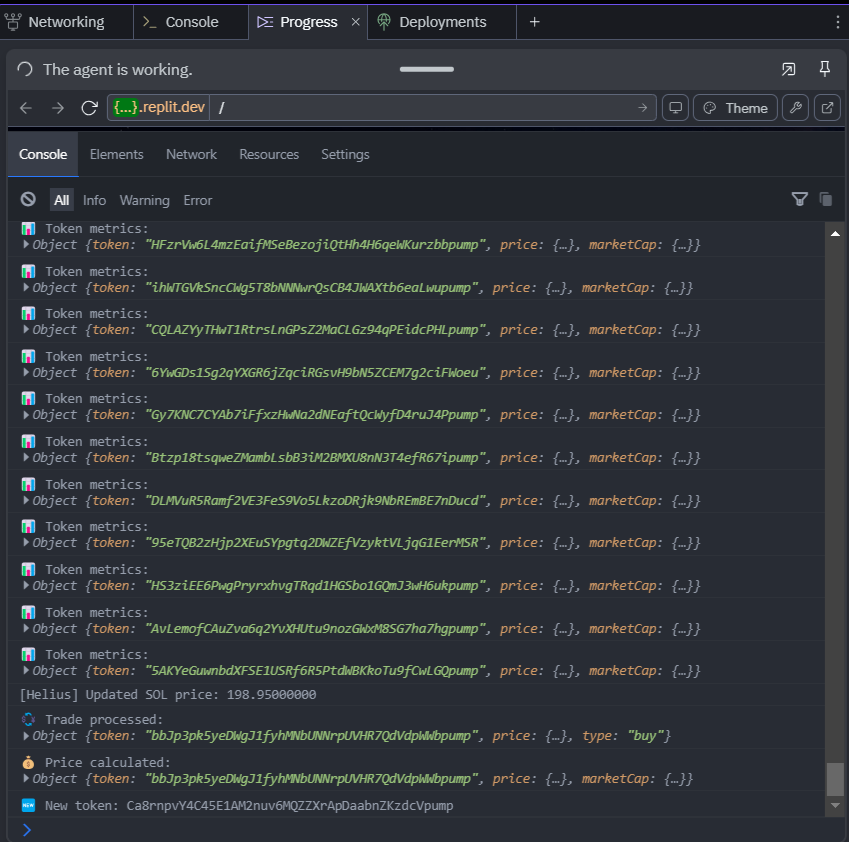 Networking
Console
Progress
Deployments
The agent is working.
{...}.replit.dev
/
Theme
Console
Elements
Network
Resources
Settings
All
Info
Warning
Error
Token metrics:
Object {token: "HFzrVw6L4mzEaifMSeBezojiQtHh4H6qeWKurzbbpump", price: {…}, marketCap: {…}}
Token metrics:
Object {token: "ihWTGVkSncCWg5T8bNNNwrQsCB4JWAXtb6eaLwupump", price: {…}, marketCap: {…}}
Token metrics:
Object {token: "CQLAZYyTHwT1RtrsLnGPsZ2MaCLGz94qPEidcPHLpump", price: {…}, marketCap: {…}}
Token metrics:
Object {token: "6YwGDs1Sg2qYXGR6jZqciRGsvH9bN5ZCEM7g2ciFWoeu", price: {…}, marketCap: {…}}
Token metrics:
Object {token: "Gy7KNC7CYAb7iFfxzHwNa2dNEaftQcWyfD4ruJ4Ppump", price: {…}, marketCap: {…}}
Token metrics:
Object {token: "Btzp18tsqweZMambLsbB3iM2BMXU8nN3T4efR67ipump", price: {…}, marketCap: {…}}
Token metrics:
Object {token: "DLMVuR5Ramf2VE3FeS9Vo5LkzoDRjk9NbREmBE7nDucd", price: {…}, marketCap: {…}}
Token metrics:
Object {token: "95eTQB2zHjp2XEuSYpgtq2DWZEfVzyktVLjqG1EerMSR", price: {…}, marketCap: {…}}
Token metrics:
Object {token: "HS3ziEE6PwgPryrxhvgTRqd1HGSbo1GQmJ3wH6ukpump", price: {…}, marketCap: {…}}
Token metrics:
Object {token: "AvLemofCAuZva6q2YvXHUtu9nozGWxM8SG7ha7hgpump", price: {…}, marketCap: {…}}
Token metrics:
Object {token: "5AKYeGuwnbdXFSE1USRf6R5PtdWBKkoTu9fCwLGQpump", price: {…}, marketCap: {…}}
[Helius] Updated SOL price: 198.95000000
Trade processed:
Object {token: "bbJp3pk5yeDWgJ1fyhMNbUNNrpUVHR7QdVdpWWbpump", price: {…}, type: "buy"}
Price calculated:
Object {token: "bbJp3pk5yeDWgJ1fyhMNbUNNrpUVHR7QdVdpWWbpump", price: {…}, marketCap: {…}}
NEW New token: Ca8rnpvY4C45E1AM2nuv6MQZZXrApDaabnZKzdcVpump